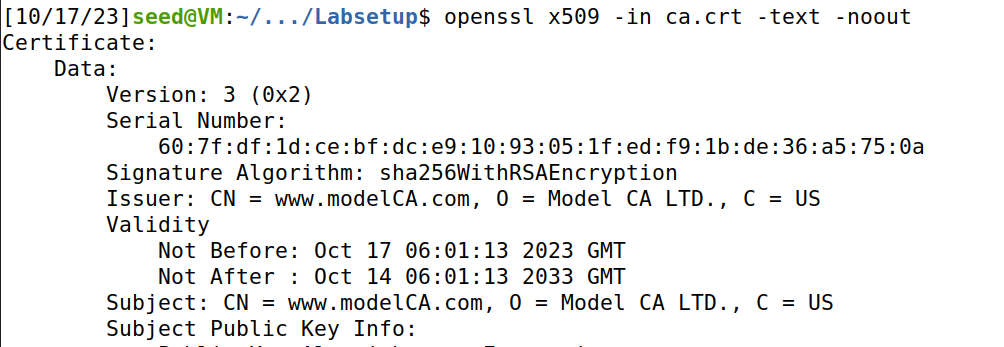 [10/17/23]seed@VM:~/.../Labsetup$ openssl x509 -in ca.crt -text -noout
Certificate:
Data:
Version: 3 (0x2)
Serial Number:
60:7f:df:1d:ce:bf:dc:e9:10:93:05:1f:ed:f9:1b:de:36:a5:75:0a
Signature Algorithm: sha256WithRSAEncryption
Issuer: CN = www.modelCA.com, O = Model CA LTD., C = US
Validity
Not Before: Oct 17 06:01:13 2023 GMT
Not After : Oct 14 06:01:13 2033 GMT
Subject: CN = www.modelCA.com, O = Model CA LTD., C = US
Subject Public Key Info: